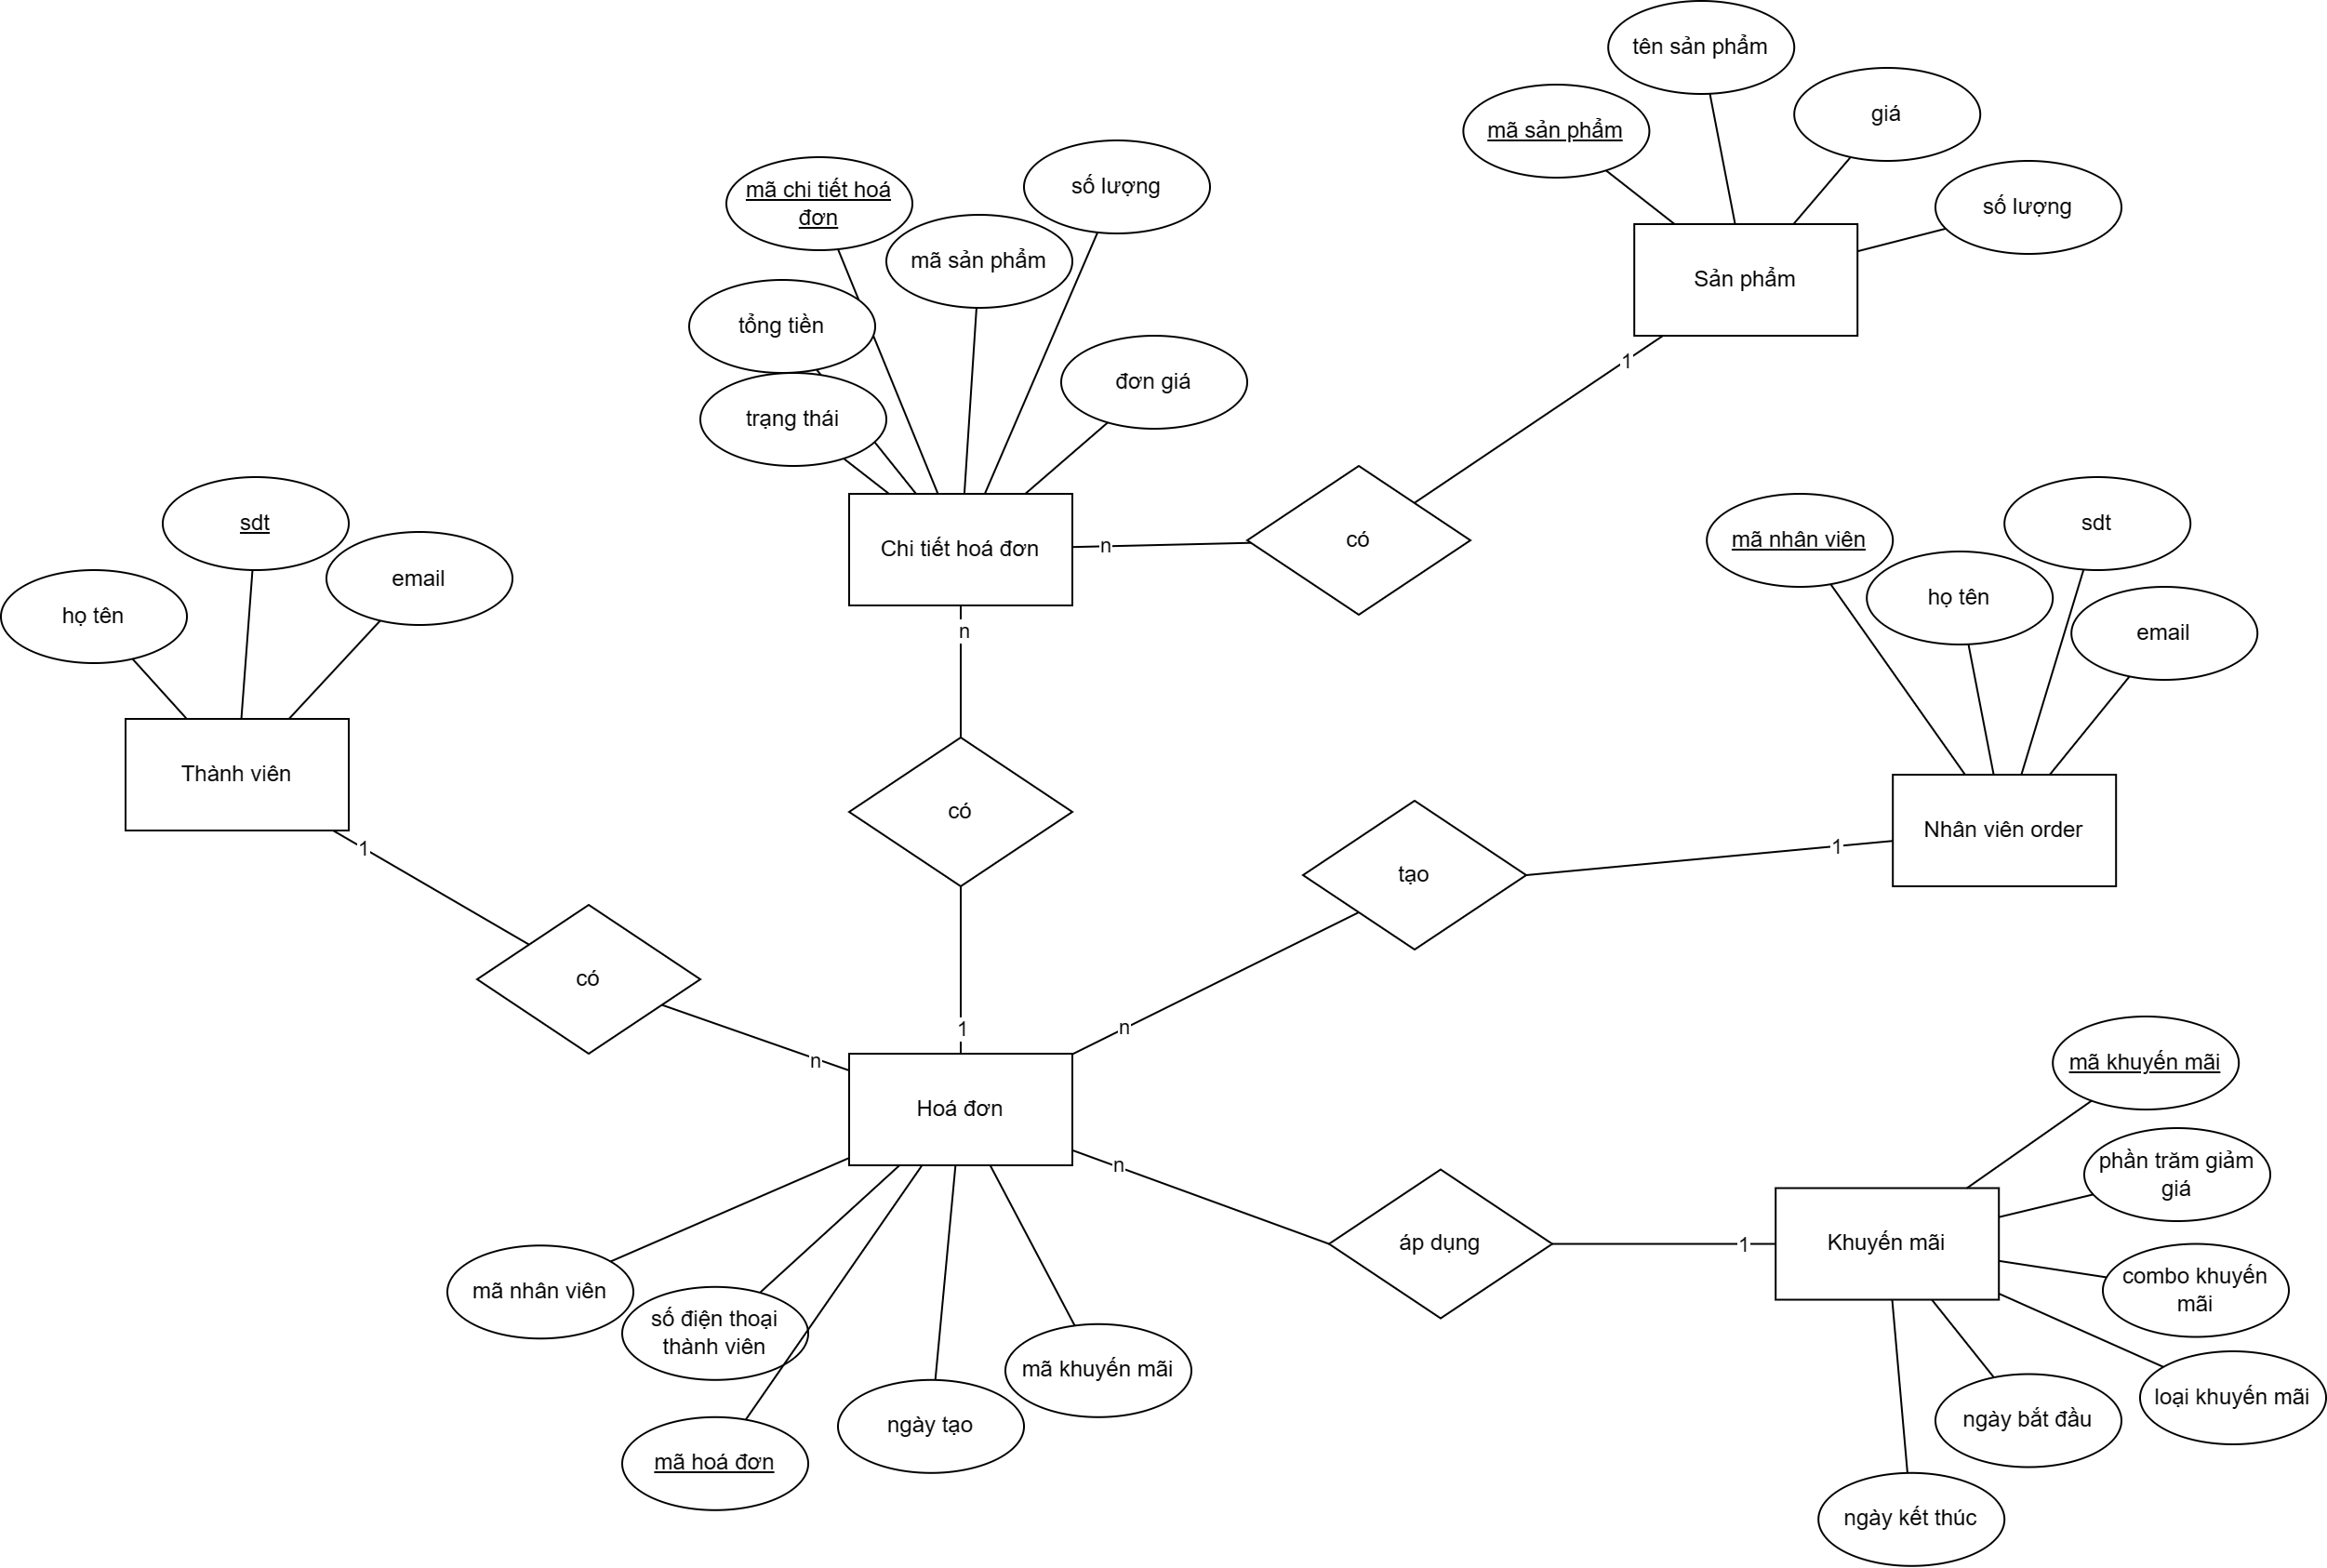 tên sản phẩm
giá
mã sản phẩm
số lượng
Sản phẩm
1
mã chi tiết hoá
đơn
số lượng
mã sản phẩm
tổng tiền
trạng thái
đơn giá
Chi tiết hoá đơn
n
n
có
sdt
họ tên
email
Thành viên
1
có
n
có
1
mã nhân viên
sdt
họ tên
email
Nhân viên order
1
tạo
n
Hoá đơn
n
áp dụng
1
Khuyến mãi
mã khuyến mãi
phần trăm giảm
giá
combo khuyến
mãi
loại khuyến mãi
ngày bắt đầu
ngày kết thúc
mã nhân viên
số điện thoại
thành viên
mã hoá đơn
ngày tạo
mã khuyến mãi